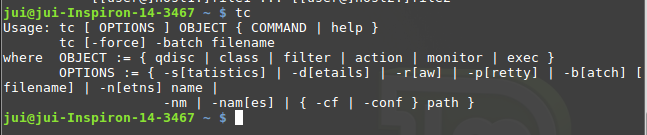 jui@jui-Inspiron-14-3467 ~ $ tc
Usage: tc [ OPTIONS ] OBJECT { COMMAND | help }
       tc [-force] -batch filename
where  OBJECT := { qdisc | class | filter | action | monitor | exec }
       OPTIONS := { -s[tatistics] | -d[etails] | -r[aw] | -p[retty] | -b[atch] [
filename] | -n[etns] name |
                    -nm | -nam[es] | { -cf | -conf } path }
jui@jui-Inspiron-14-3467 ~ $